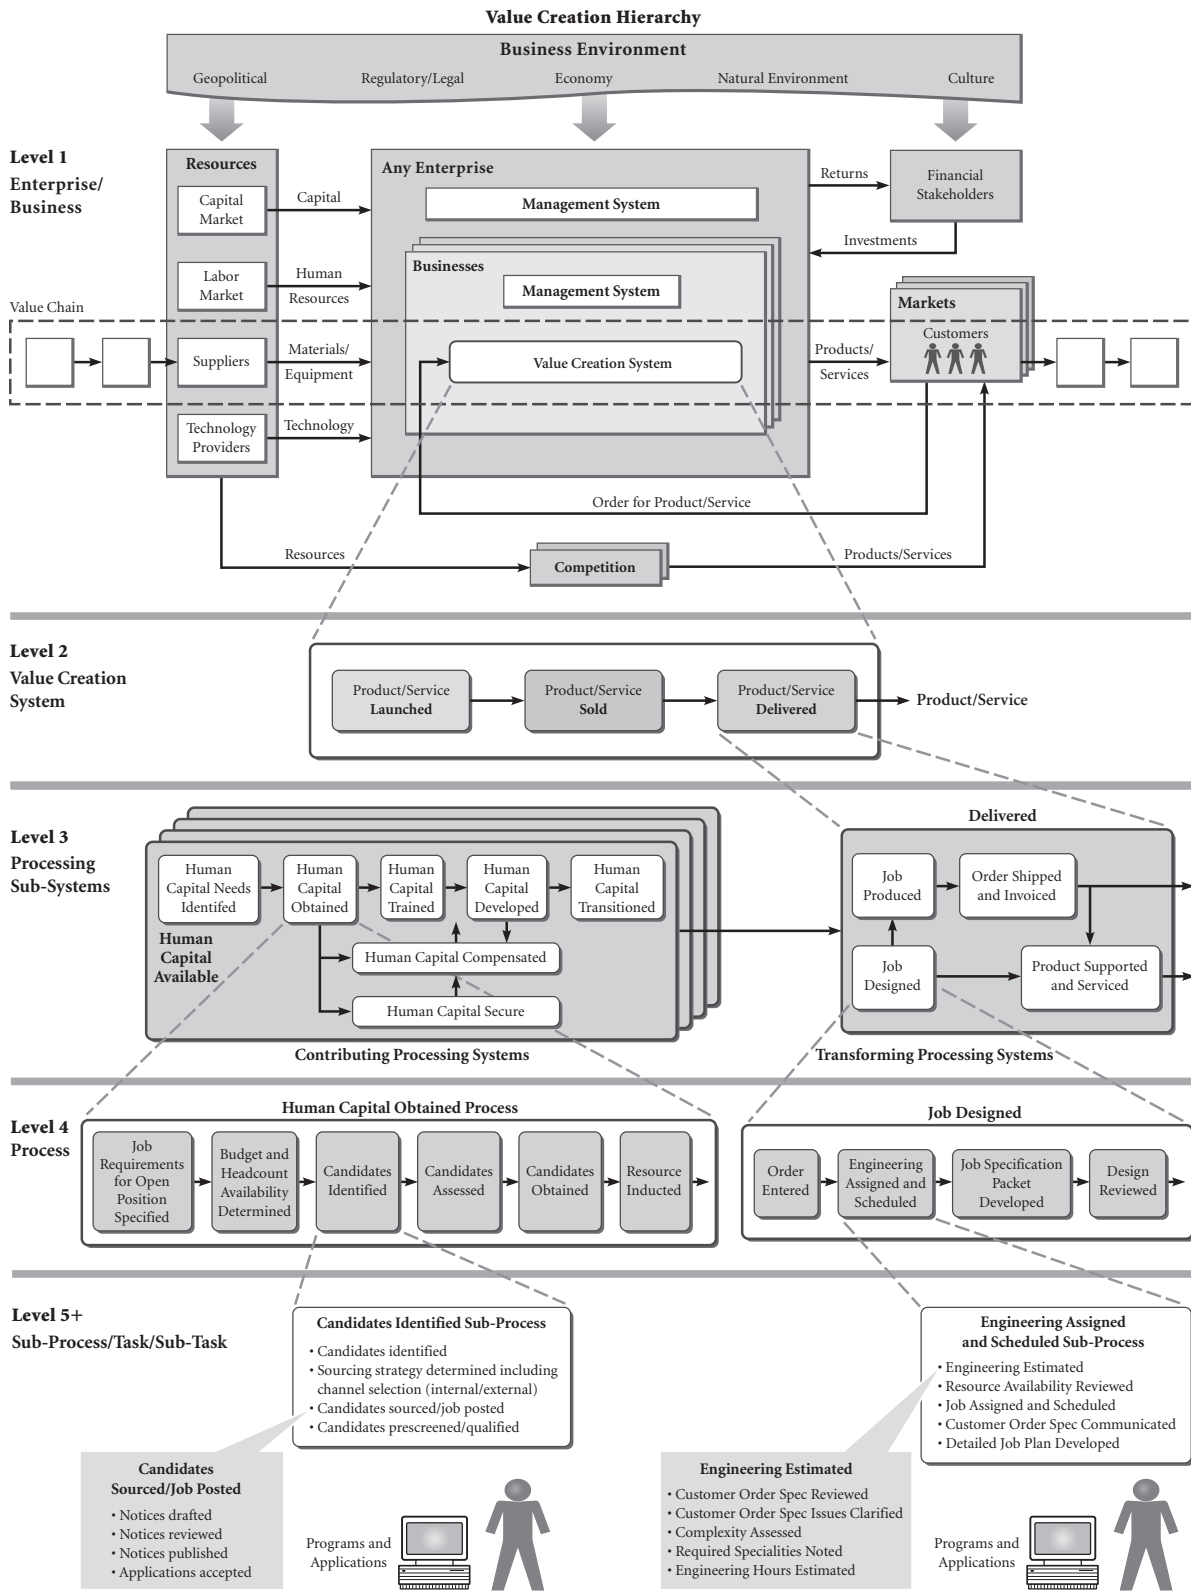 Value Creation Hierarchy
Business Environment
Geopolitical
Regulatory/Legal
Economy
Natural Environment
Culture
Level 1
Enterprise/
Business
Resources
Capital
Market
Capital
Labor
Market
Human
Resources
Value Chain
Suppliers
Materials/
Equipment
Technology
Providers
Technology
Any Enterprise
Management System
Businesses
Management System
Value Creation System
Returns
Financial
Stakeholders
Investments
Markets
Customers
Products/
Services
Order for Product/Service
Resources
Competition
Products/Services
Level 2
Value Creation
System
Product/Service
Launched
Product/Service
Sold
Product/Service
Delivered
Product/Service
Level 3
Processing
Sub-Systems
Human
Capital Needs
Identifed
Human
Capital
Obtained
Human
Capital
Trained
Human
Capital
Developed
Human
Capital
Transitioned
Human
Capital
Available
Human Capital Compensated
Human Capital Secure
Contributing Processing Systems
Delivered
Job
Produced
Order Shipped
and Invoiced
Job
Designed
Product Supported
and Serviced
Transforming Processing Systems
Level 4
Process
Human Capital Obtained Process
Job
Requirements
for Open
Position
Specified
Budget and
Headcount
Availability
Determined
Candidates
Identified
Candidates
Assessed
Candidates
Obtained
Resource
Inducted
Job Designed
Order
Entered
Engineering
Assigned and
Scheduled
Job Specification
Packet
Developed
Design
Reviewed
Level 5+
Sub-Process/Task/Sub-Task
Candidates Identified Sub-Process
• Candidates identified
• Sourcing strategy determined including
channel selection (internal/external)
• Candidates sourced/job posted
• Candidates prescreened/qualified
Candidates
Sourced/Job Posted
• Notices drafted
• Notices reviewed
• Notices published
• Applications accepted
Programs and
Applications
Engineering Assigned
and Scheduled Sub-Process
• Engineering Estimated
• Resource Availability Reviewed
• Job Assigned and Scheduled
• Customer Order Spec Communicated
• Detailed Job Plan Developed
Engineering Estimated
• Customer Order Spec Reviewed
• Customer Order Spec Issues Clarified
• Complexity Assessed
• Required Specialities Noted
• Engineering Hours Estimated
Programs and
Applications